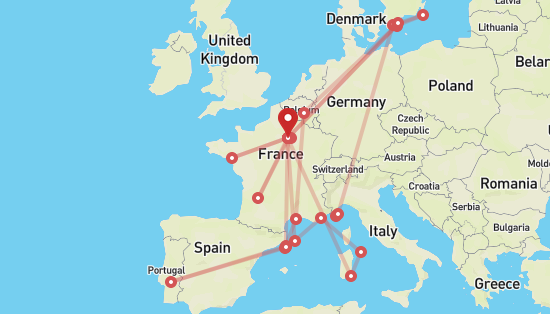 Latvia
Denmark
Lithuania
United
Kingdom
Belar
Poland
Germany
Belgium
Czech
Republic
France
Austria
Switzerland
Mold
Croatia
Romania
Serbia
Italy
Bulgaria
Spain
Portugal
Greece